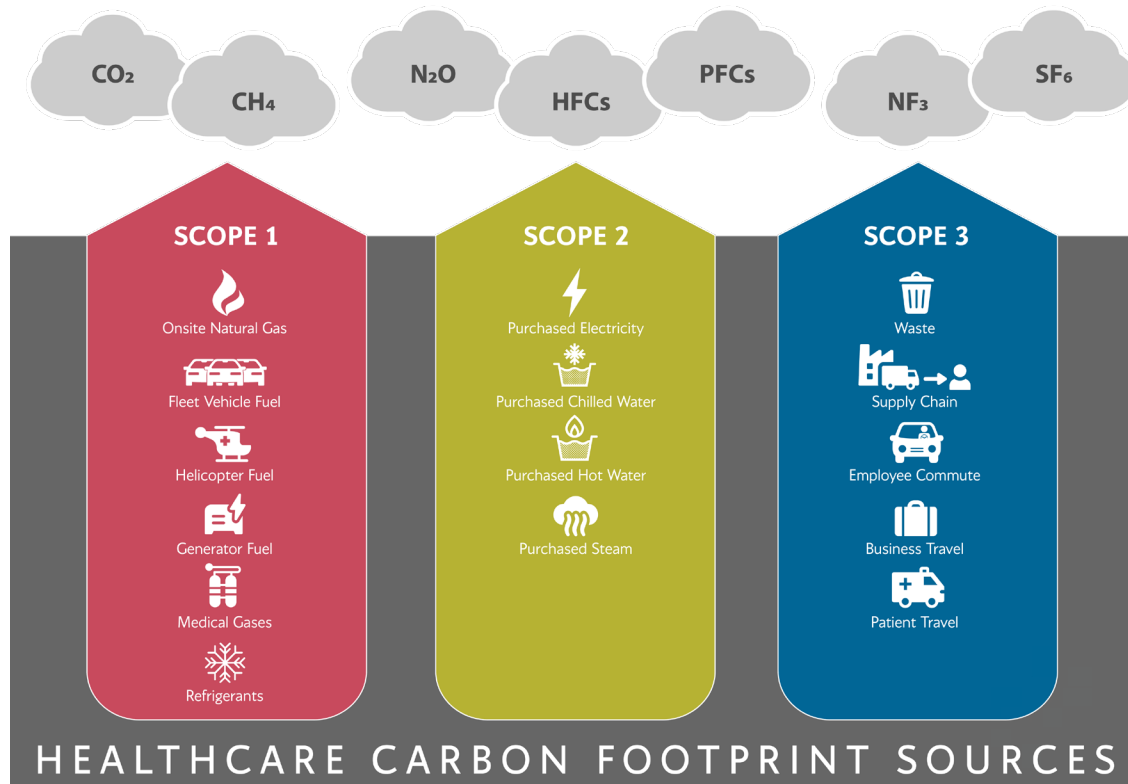 CO₂
CH₄
N₂O
HFCs
PFCs
NF₃
SF₆
SCOPE 1
Onsite Natural Gas
Fleet Vehicle Fuel
Helicopter Fuel
Generator Fuel
Medical Gases
Refrigerants
SCOPE 2
Purchased Electricity
Purchased Chilled Water
Purchased Hot Water
Purchased Steam
SCOPE 3
Waste
Supply Chain
Employee Commute
Business Travel
Patient Travel
HEALTHCARE CARBON FOOTPRINT SOURCES